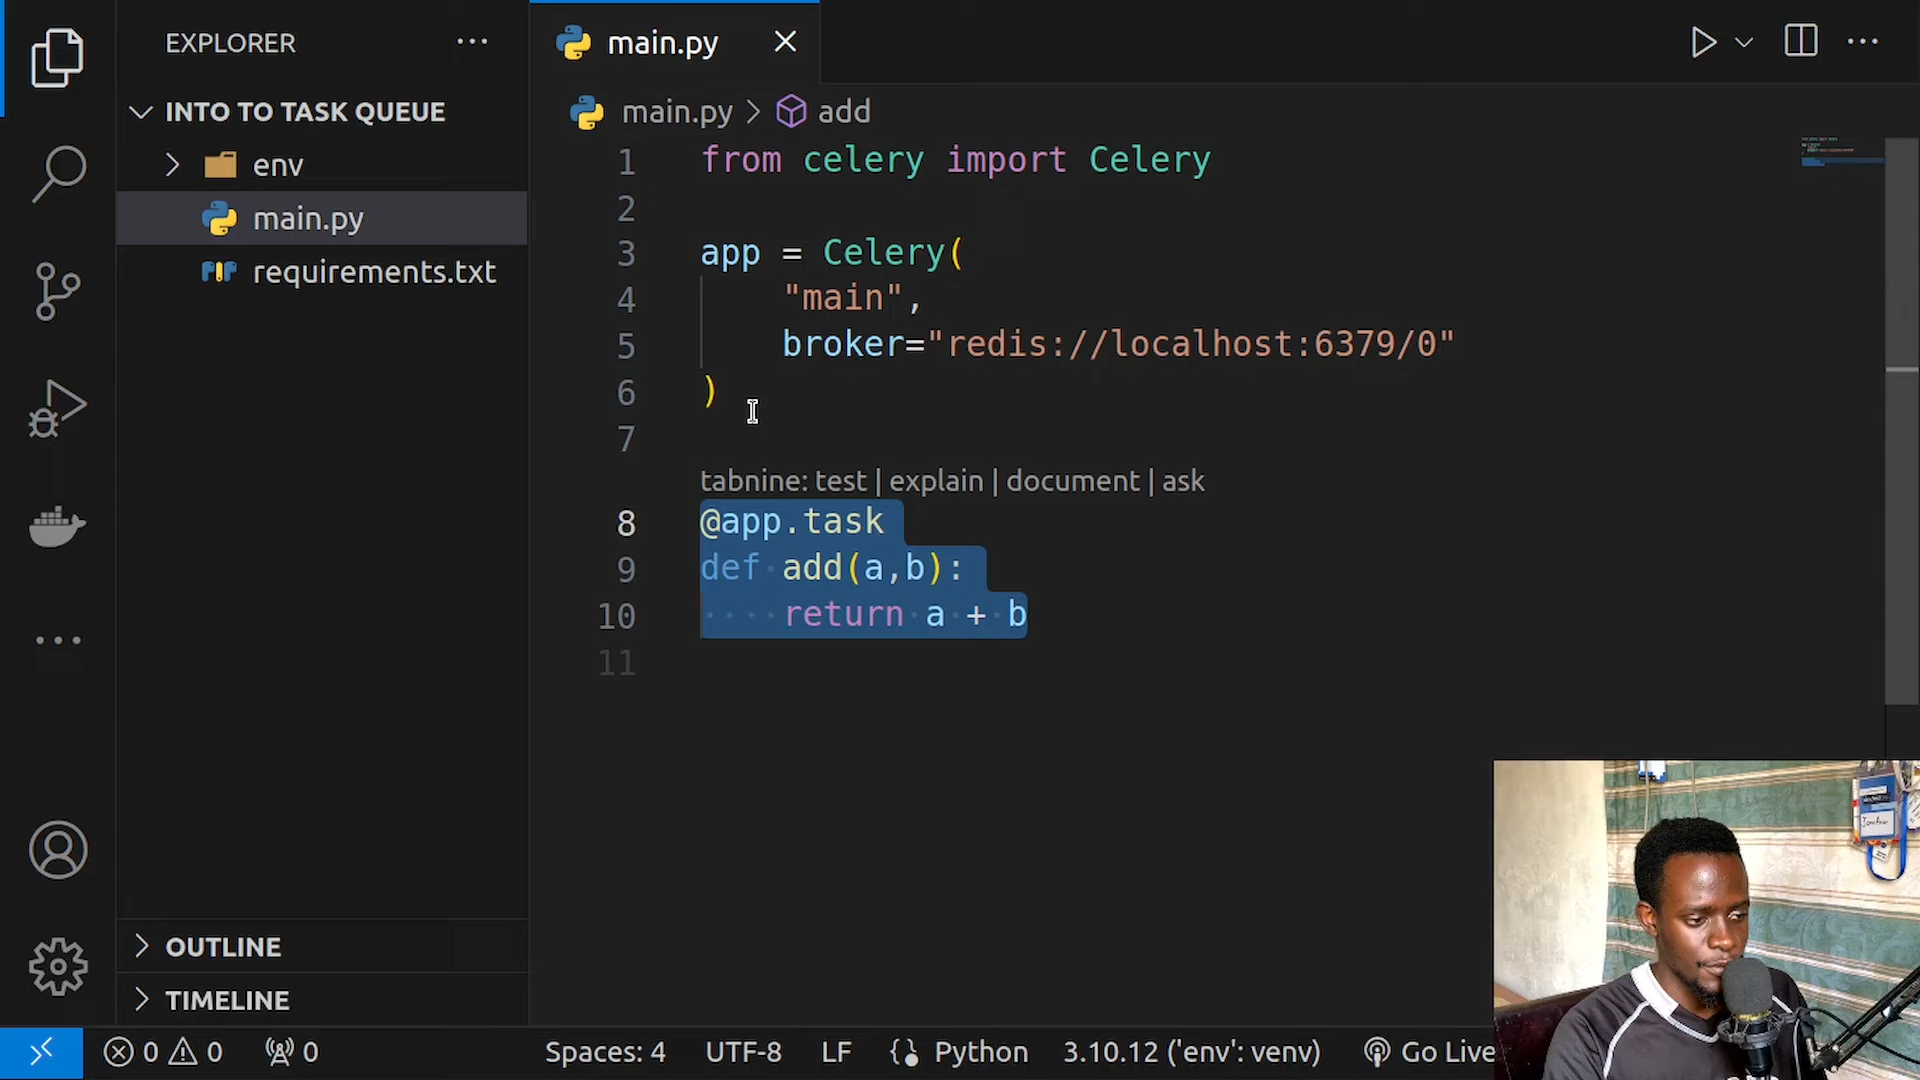 EXPLORER
INTO TO TASK QUEUE
env
main.py
requirements.txt
OUTLINE
TIMELINE
main.py
main.py > add
1 from celery import Celery
2
3 app = Celery(
4 "main",
5 broker="redis://localhost:6379/0"
6 )
7
tabnine: test | explain | document | ask
8 @app.task
9 def add(a,b):
10 return a + b
11
0 0 0 Spaces: 4 UTF-8 LF Python 3.10.12 ('env': venv) Go Live